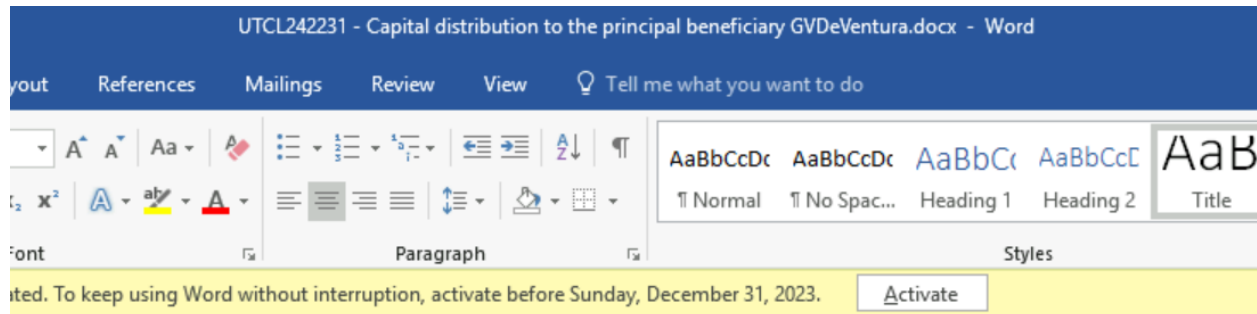 UTCL242231 - Capital distribution to the principal beneficiary GVDeVentura.docx - Word
yout References Mailings Review View Tell me what you want to do
Aa
AaBbCcDc AaBbCcDc AaBbC AaBbCcD AaB
¶ Normal ¶ No Spac... Heading 1 Heading 2 Title
Font Paragraph Styles
ated. To keep using Word without interruption, activate before Sunday, December 31, 2023. Activate